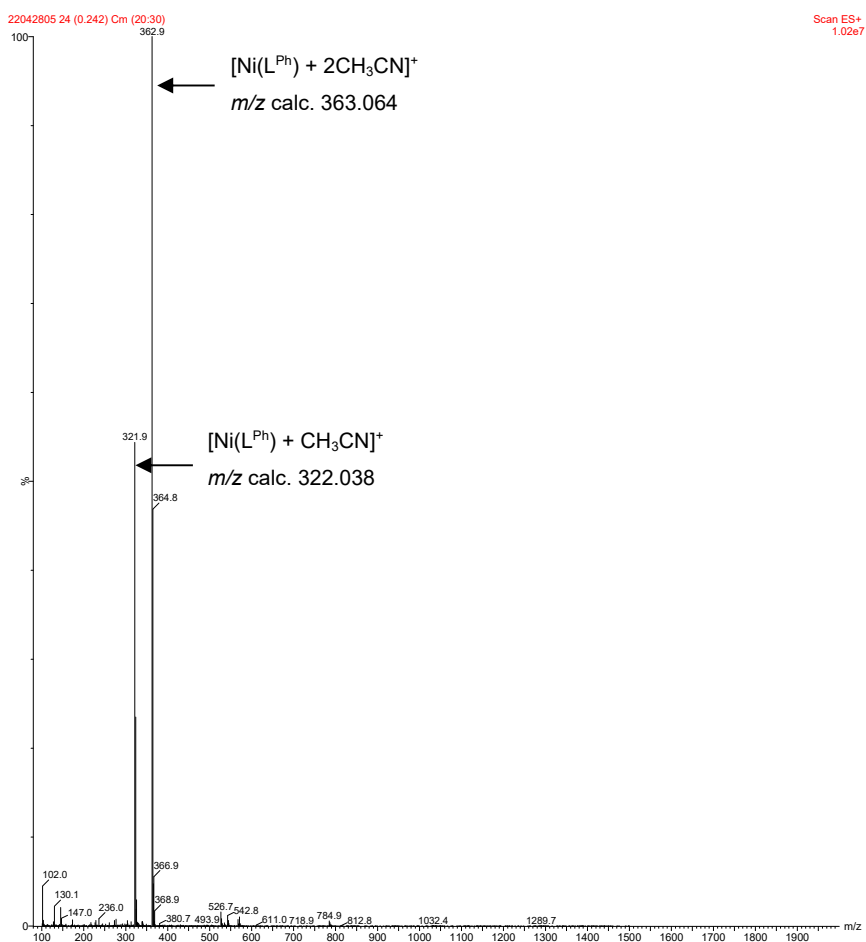 22042805 24 (0.242) Cm (20:30)
Scan ES+
1.02e7
100
362.9
[Ni(Lᴾʰ) + 2CH₃CN]⁺
m/z calc. 363.064
321.9
[Ni(Lᴾʰ) + CH₃CN]⁺
m/z calc. 322.038
%
364.8
102.0
130.1
147.0
236.0
366.9
368.9
380.7
493.9
526.7
542.8
611.0
718.9
784.9
812.8
1032.4
1289.7
0
100 200 300 400 500 600 700 800 900 1000 1100 1200 1300 1400 1500 1600 1700 1800 1900 m/z